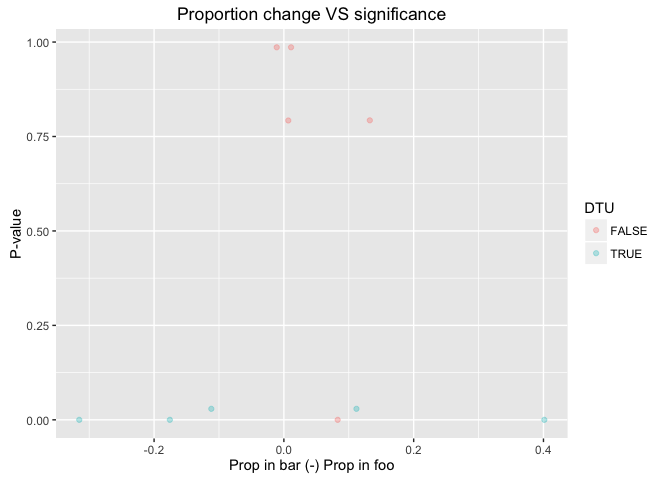 Proportion change VS significance
1.00
0.75
0.50
0.25
0.00
P-value
-0.2
0.0
0.2
0.4
Prop in bar (-) Prop in foo
DTU
FALSE
TRUE